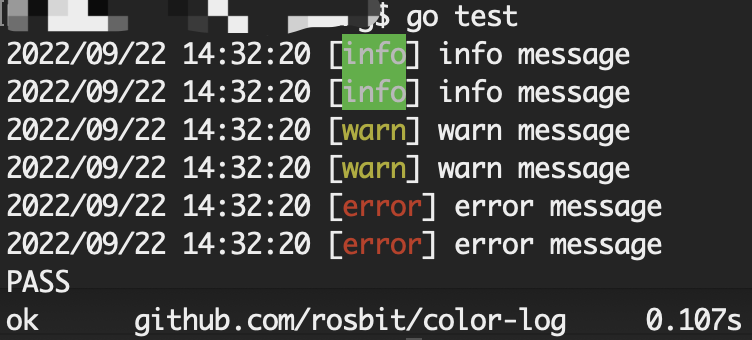 $ go test
2022/09/22 14:32:20 [info] info message
2022/09/22 14:32:20 [info] info message
2022/09/22 14:32:20 [warn] warn message
2022/09/22 14:32:20 [warn] warn message
2022/09/22 14:32:20 [error] error message
2022/09/22 14:32:20 [error] error message
PASS
ok github.com/rosbit/color-log 0.107s